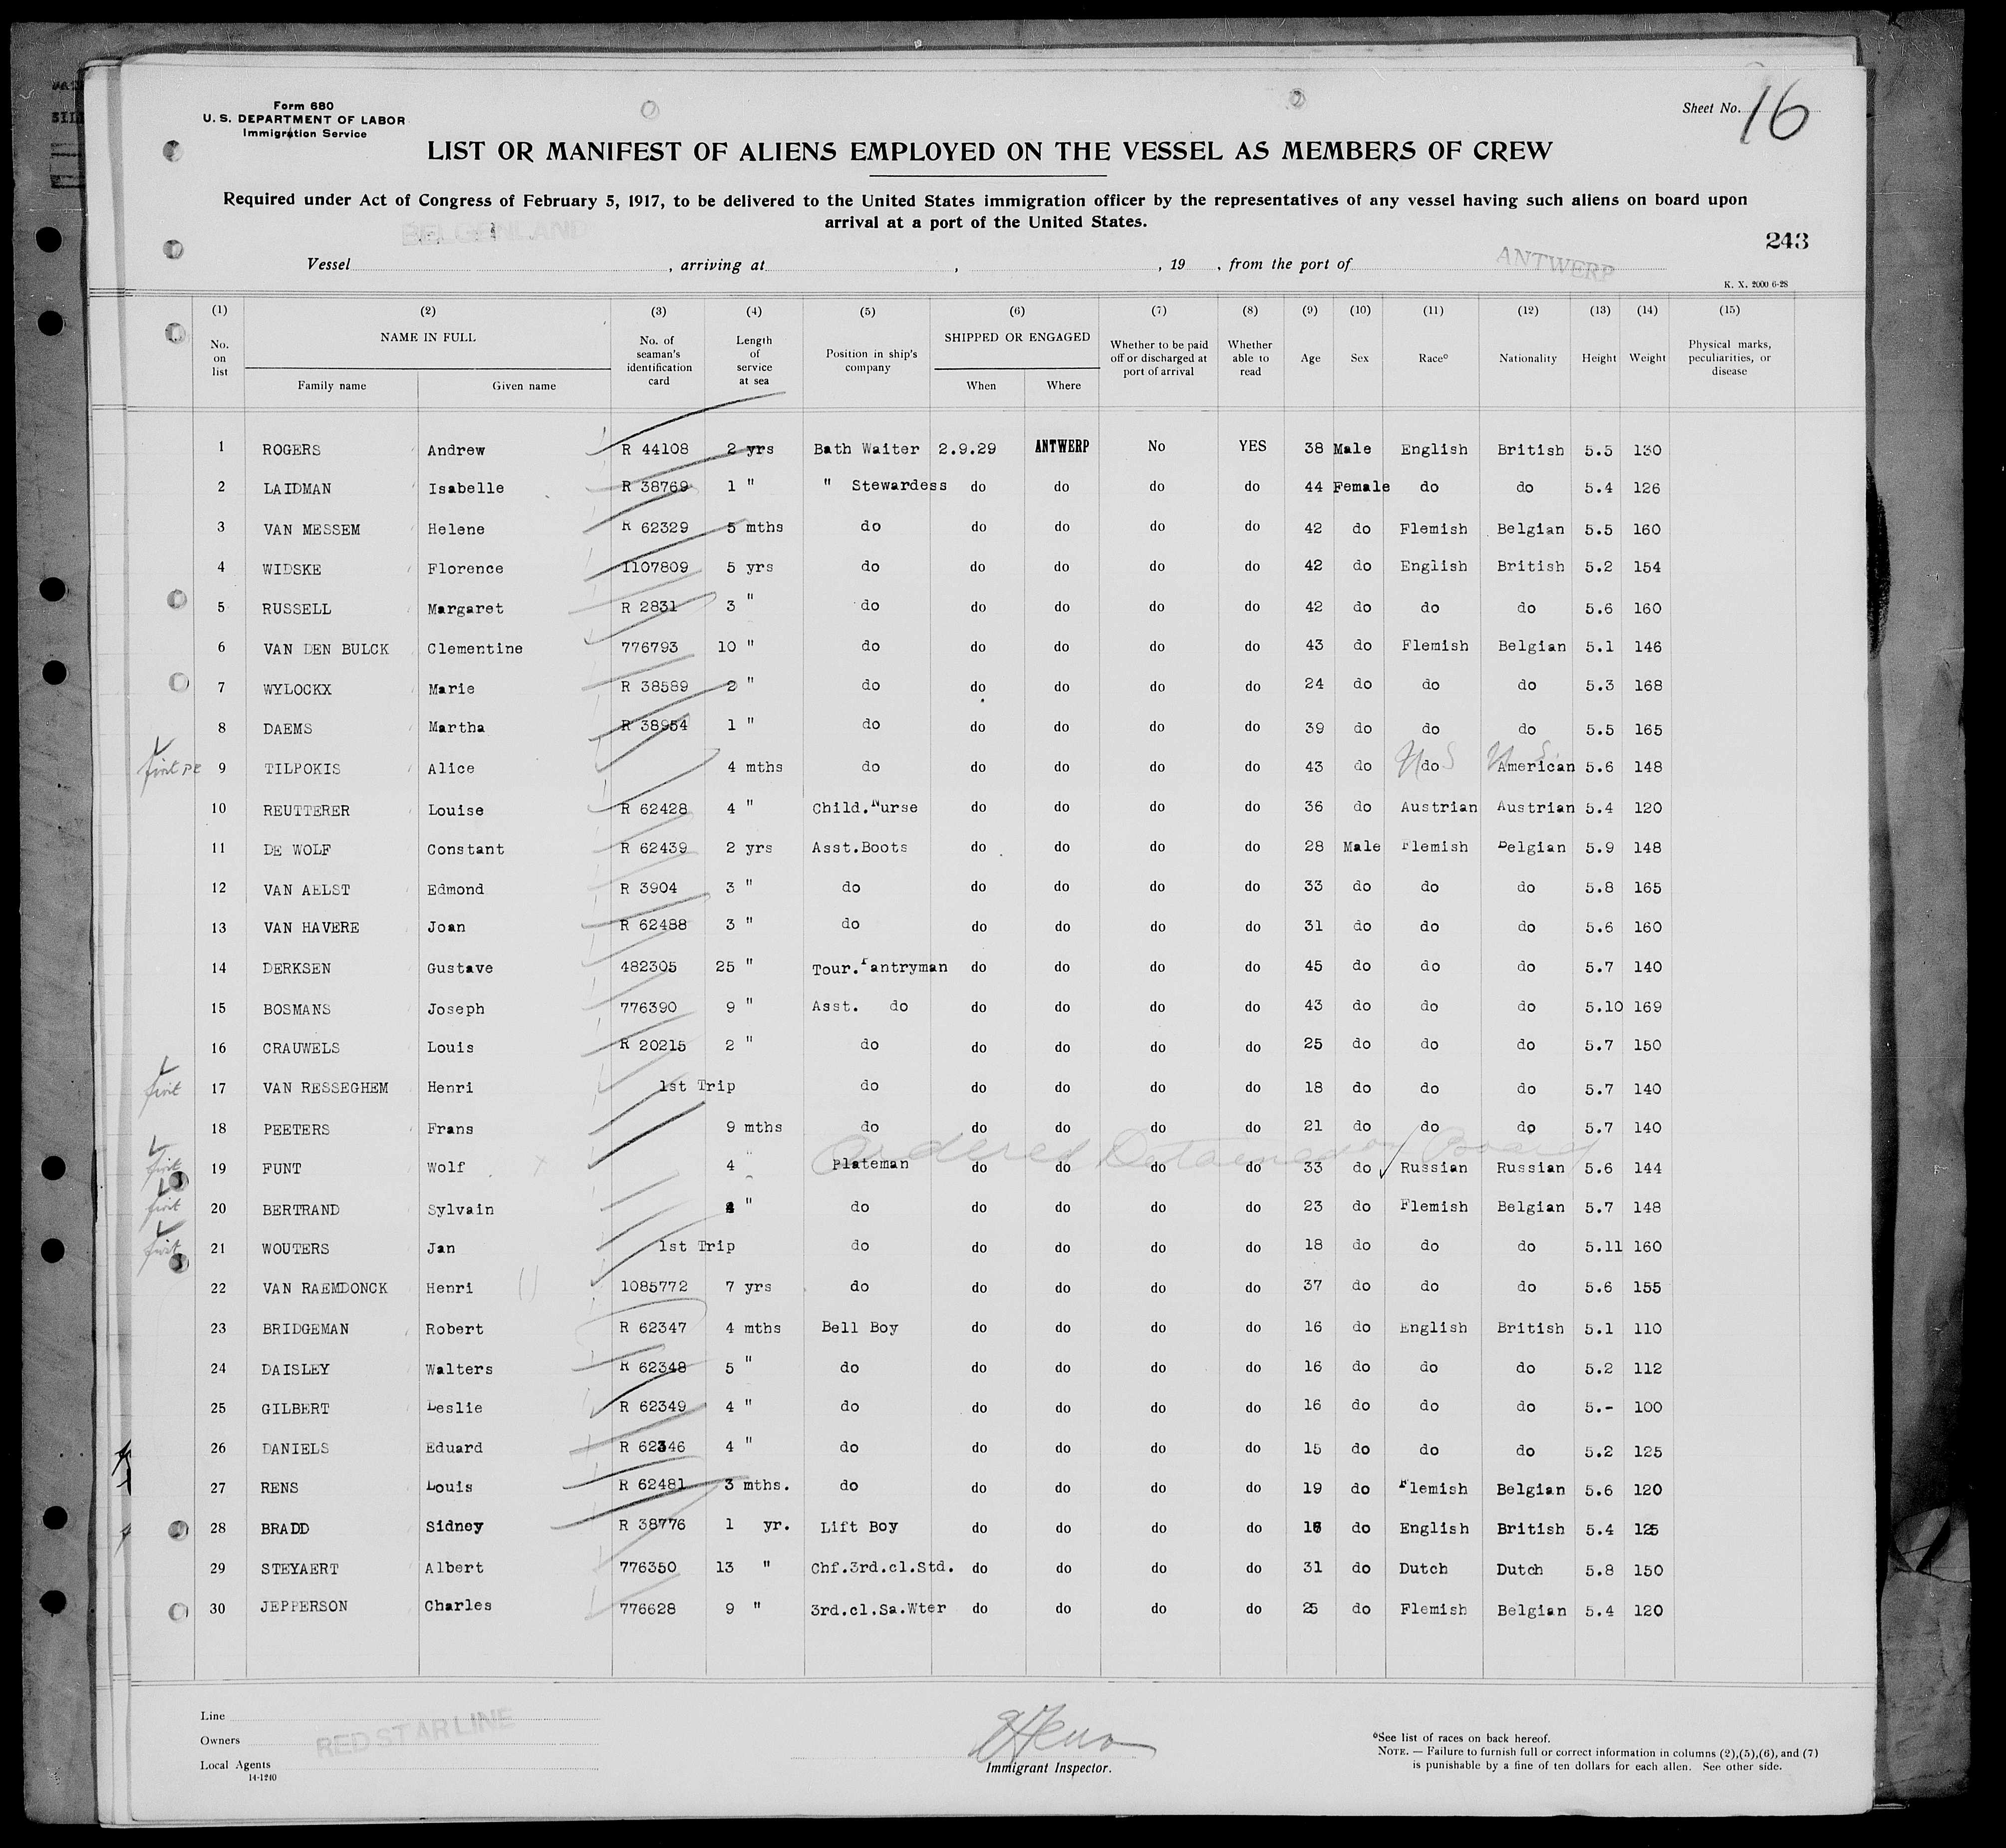 Form 680
U. S. DEPARTMENT OF LABOR
Immigration Service
Sheet No. 16
LIST OR MANIFEST OF ALIENS EMPLOYED ON THE VESSEL AS MEMBERS OF CREW
Required under Act of Congress of February 5, 1917, to be delivered to the United States immigration officer by the representatives of any vessel having such aliens on board upon
arrival at a port of the United States.
243
Vessel BELGENLAND , arriving at , , 19 , from the port of ANTWERP
K. X. 2000 6-28
(1) (2) (3) (4) (5) (6) (7) (8) (9) (10) (11) (12) (13) (14) (15)
No. on list NAME IN FULL Family name Given name No. of seaman's identification card Length of service at sea Position in ship's company SHIPPED OR ENGAGED When Where Whether to be paid off or discharged at port of arrival Whether able to read Age Sex Race° Nationality Height Weight Physical marks, peculiarities, or disease
1 ROGERS Andrew R 44108 2 yrs Bath Waiter 2.9.29 ANTWERP No YES 38 Male English British 5.5 130
2 LAIDMAN Isabelle R 38769 1 " " Stewardess do do do do 44 Female do do 5.4 126
3 VAN MESSEM Helene R 62329 5 mths do do do do do 42 do Flemish Belgian 5.5 160
4 WIDSKE Florence 1107809 5 yrs do do do do do 42 do English British 5.2 154
5 RUSSELL Margaret R 2831 3 " do do do do do 42 do do do 5.6 160
6 VAN DEN BULCK Clementine 776793 10 " do do do do do 43 do Flemish Belgian 5.1 146
7 WYLOCKX Marie R 38589 2 " do do do do do 24 do do do 5.3 168
8 DAEMS Martha R 38954 1 " do do do do do 39 do do do 5.5 165
9 TILPOKIS Alice 4 mths do do do do do 43 do do American 5.6 148
10 REUTTERER Louise R 62428 4 " Child.Nurse do do do do 36 do Austrian Austrian 5.4 120
11 DE WOLF Constant R 62439 2 yrs Asst.Boots do do do do 28 Male Flemish Belgian 5.9 148
12 VAN AELST Edmond R 3904 3 " do do do do do 33 do do do 5.8 165
13 VAN HAVERE Joan R 62488 3 " do do do do do 31 do do do 5.6 160
14 DERKSEN Gustave 482305 25 " Tour.Pantryman do do do do 45 do do do 5.7 140
15 BOSMANS Joseph 776390 9 " Asst. do do do do do 43 do do do 5.10 169
16 CRAUWELS Louis R 20215 2 " do do do do do 25 do do do 5.7 150
17 VAN RESSEGHEM Henri 1st Trip do do do do do 18 do do do 5.7 140
18 PEETERS Frans 9 mths do do do do do 21 do do do 5.7 140
Ordered Detained on Board
19 FUNT Wolf 4 " Plateman do do do do 33 do Russian Russian 5.6 144
20 BERTRAND Sylvain " do do do do do 23 do Flemish Belgian 5.7 148
21 WOUTERS Jan 1st Trip do do do do do 18 do do do 5.11 160
22 VAN RAEMDONCK Henri 1085772 7 yrs do do do do do 37 do do do 5.6 155
23 BRIDGEMAN Robert R 62347 4 mths Bell Boy do do do do 16 do English British 5.1 110
24 DAISLEY Walters R 62348 5 " do do do do do 16 do do do 5.2 112
25 GILBERT Leslie R 62349 4 " do do do do do 16 do do do 5.- 100
26 DANIELS Eduard R 62346 4 " do do do do do 15 do do do 5.2 125
27 RENS Louis R 62481 3 mths. do do do do do 19 do Flemish Belgian 5.6 120
28 BRADD Sidney R 38776 1 yr. Lift Boy do do do do do English British 5.4 125
29 STEYAERT Albert 776350 13 " Chf.3rd.cl.Std. do do do do 31 do Dutch Dutch 5.8 150
30 JEPPERSON Charles 776628 9 " 3rd.cl.Sa.Wter do do do do 25 do Flemish Belgian 5.4 120
Line
Owners RED STAR LINE
Local Agents
14-1240
Immigrant Inspector.
°See list of races on back hereof.
NOTE. — Failure to furnish full or correct information in columns (2),(5),(6), and (7)
is punishable by a fine of ten dollars for each alien. See other side.